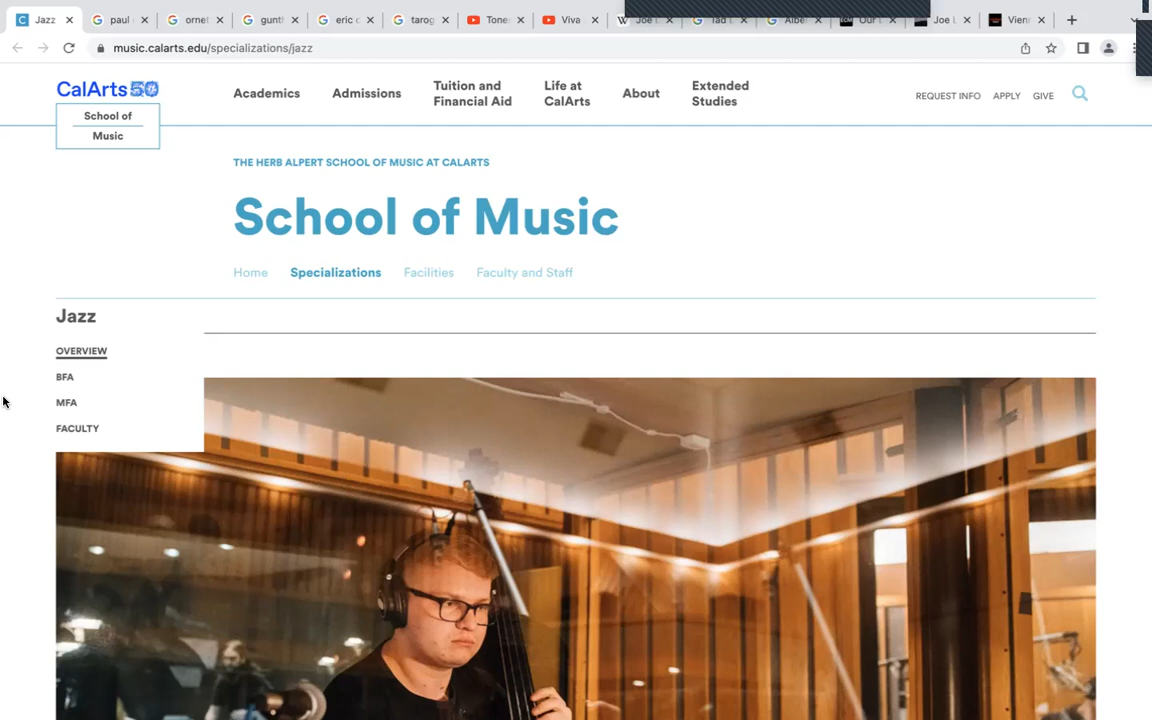 Jazz
paul
ornet
gunth
eric c
tarog
Tone
Viva
Joe
Tad
Albe
Our
Joe L
Vien
music.calarts.edu/specializations/jazz
CalArts 50
School of
Music
Academics
Admissions
Tuition and
Financial Aid
Life at
CalArts
About
Extended
Studies
REQUEST INFO
APPLY
GIVE
THE HERB ALPERT SCHOOL OF MUSIC AT CALARTS
School of Music
Home
Specializations
Facilities
Faculty and Staff
Jazz
OVERVIEW
BFA
MFA
FACULTY